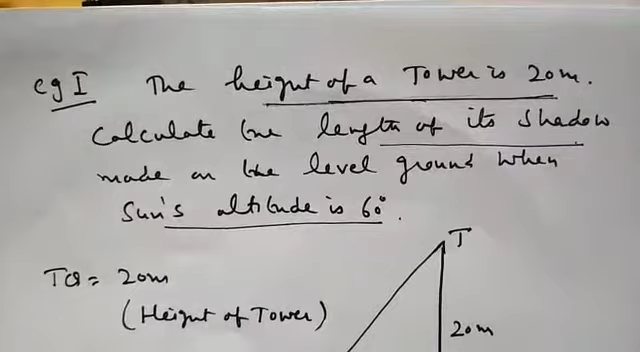 eg I The height of a Tower is 20m.
Calculate the length of its shadow
made on the level ground when
Sun's altitude is 60°.
T
TQ = 20m
(Height of Tower)
20m